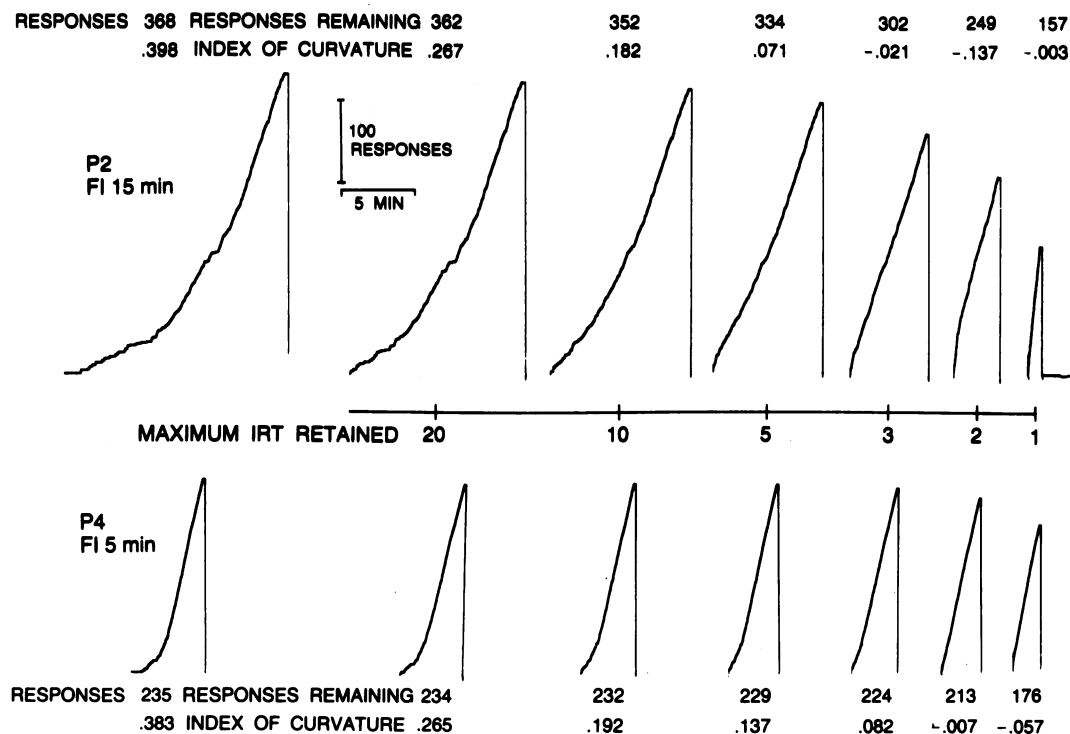 RESPONSES 368 RESPONSES REMAINING 362 352 334 302 249 157
.398 INDEX OF CURVATURE .267 .182 .071 -.021 -.137 -.003
100
RESPONSES
P2
FI 15 min
5 MIN
MAXIMUM IRT RETAINED 20 10 5 3 2 1
P4
FI 5 min
RESPONSES 235 RESPONSES REMAINING 234 232 229 224 213 176
.383 INDEX OF CURVATURE .265 .192 .137 .082 -.007 -.057